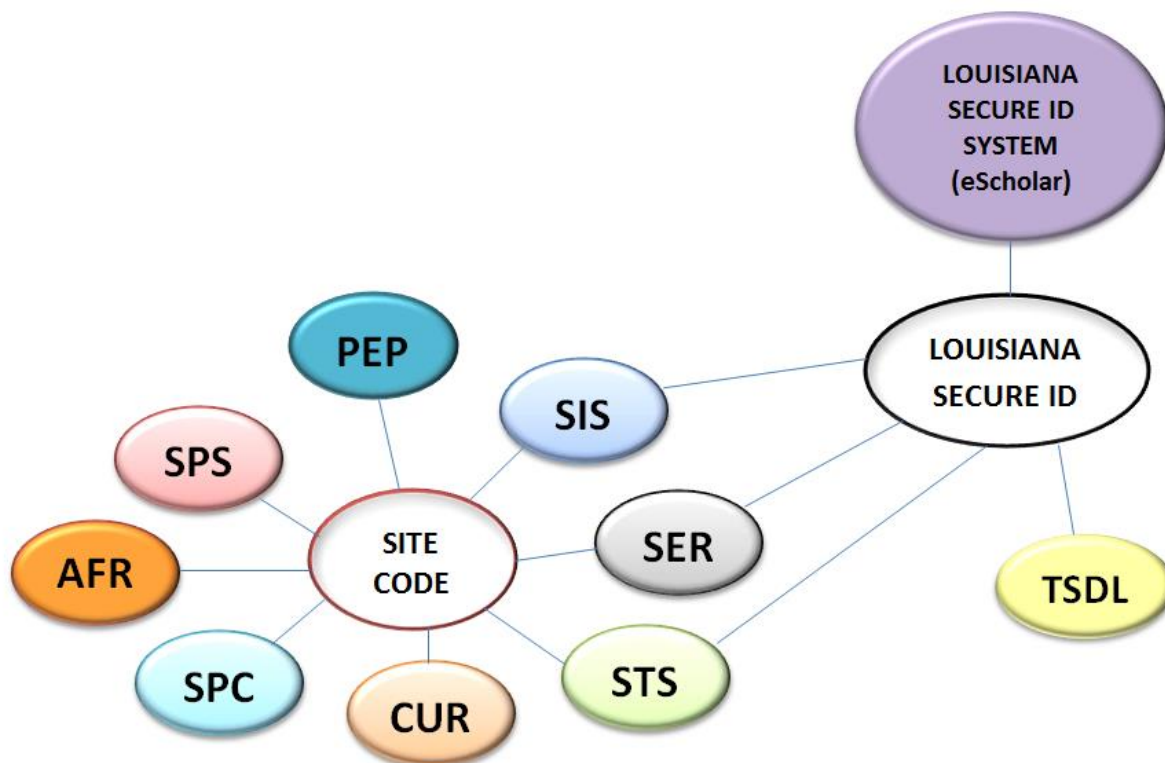 LOUISIANA
SECURE ID
SYSTEM
(eScholar)
PEP
LOUISIANA
SECURE ID
SIS
SPS
SITE
CODE
SER
AFR
TSDL
SPC
STS
CUR